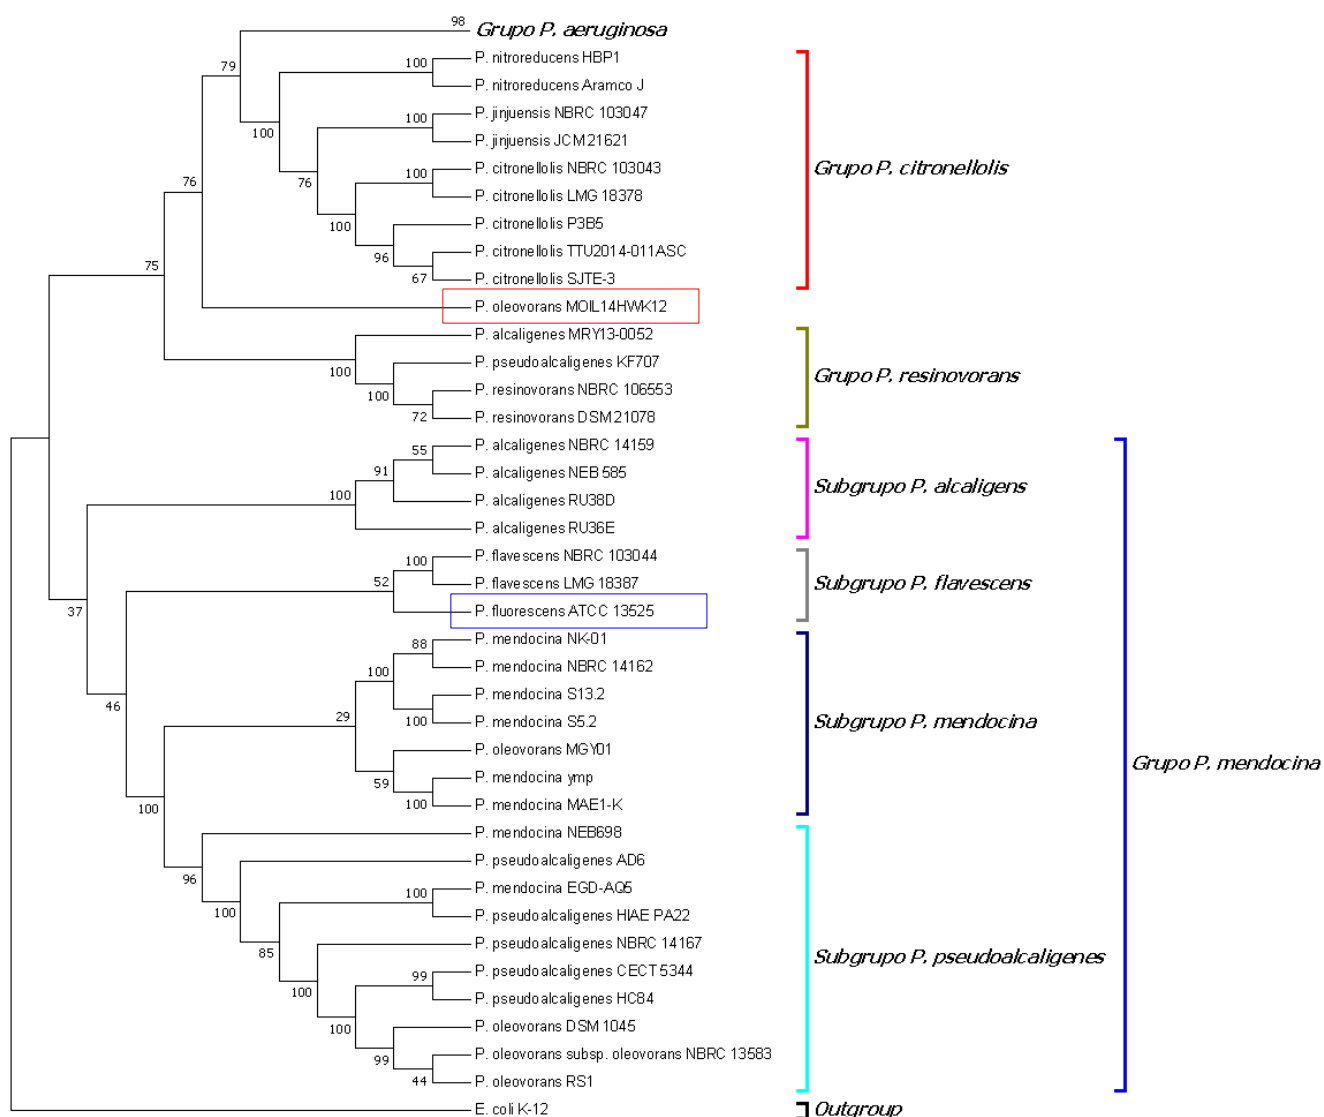 98
Grupo P. aeruginosa
P. nitroreducens HBP1
79
100
P. nitroreducens Aramco J
P. jinjuensis NBRC 103047
100
100
P. jinjuensis JCM 21621
P. citronellolis NBRC 103043
Grupo P. citronellolis
100
76
76
P. citronellolis LMG 18378
P. citronellolis P3B5
100
P. citronellolis TTU2014-011ASC
96
75
67
P. citronellolis SJTE-3
P. oleovorans MOIL14HWK12
P. alcaligenes MRY13-0052
P. pseudoalcaligenes KF707
100
Grupo P. resinovorans
P. resinovorans NBRC 106553
100
72
P. resinovorans DSM 21078
P. alcaligenes NBRC 14159
55
P. alcaligenes NEB 585
91
Subgrupo P. alcaligens
100
P. alcaligenes RU38D
P. alcaligenes RU36E
P. flavescens NBRC 103044
100
52
P. flavescens LMG 18387
Subgrupo P. flavescens
37
P. fluorescens ATCC 13525
P. mendocina NK-01
88
P. mendocina NBRC 14162
100
P. mendocina S13.2
46
29
100
P. mendocina S5.2
Subgrupo P. mendocina
P. oleovorans MGY01
Grupo P. mendocina
P. mendocina ymp
59
100
100
P. mendocina MAE1-K
P. mendocina NEB698
P. pseudoalcaligenes AD6
96
P. mendocina EGD-AQ5
100
100
P. pseudoalcaligenes HIAE PA22
P. pseudoalcaligenes NBRC 14167
85
Subgrupo P. pseudoalcaligenes
P. pseudoalcaligenes CECT 5344
99
100
P. pseudoalcaligenes HC84
100
P. oleovorans DSM 1045
P. oleovorans subsp. oleovorans NBRC 13583
99
44
P. oleovorans RS1
E. coli K-12
Outgroup